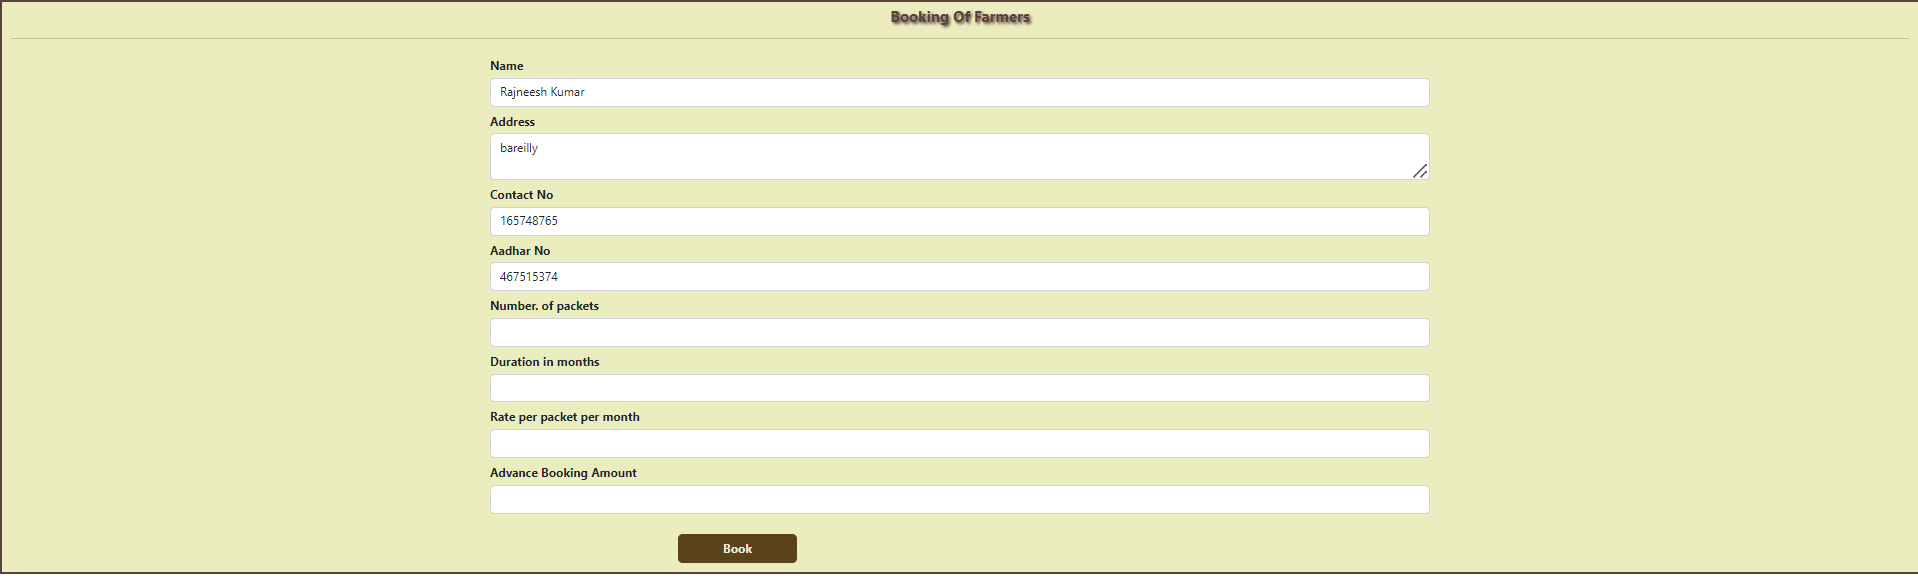 Booking Of Farmers
Name
Rajneesh Kumar
Address
bareilly
Contact No
165748765
Aadhar No
467515374
Number. of packets
Duration in months
Rate per packet per month
Advance Booking Amount
Book